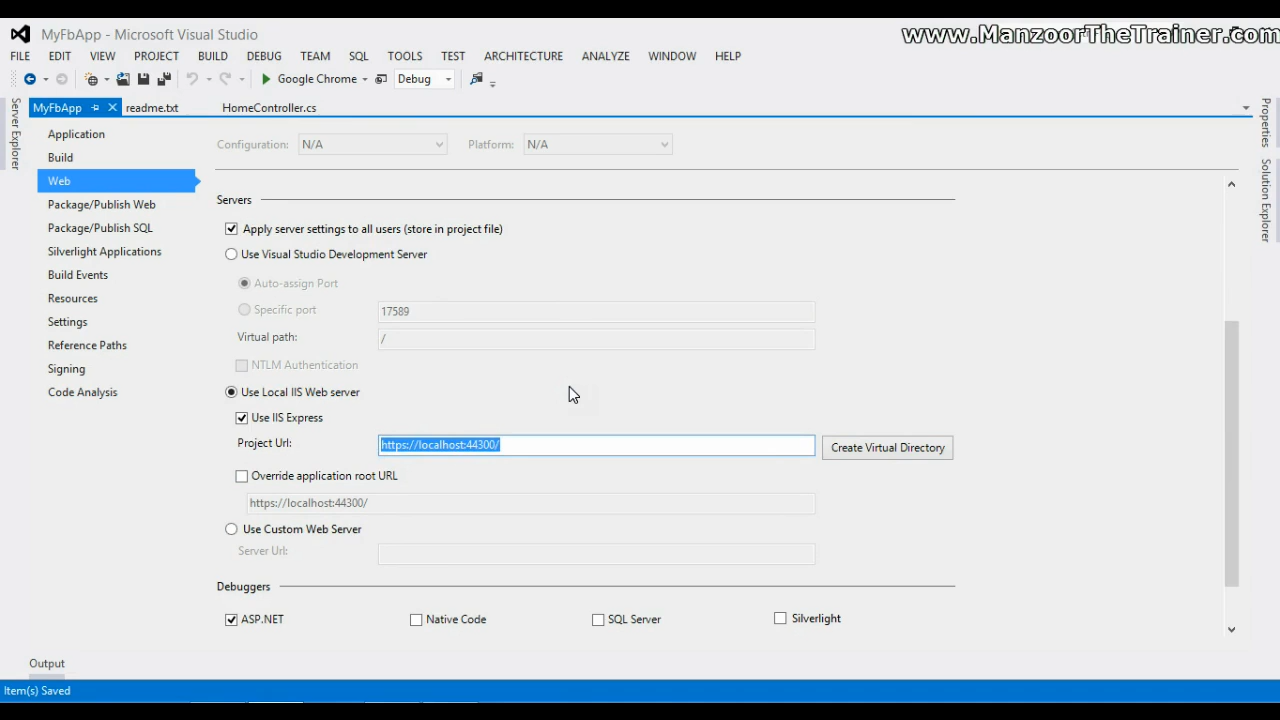 MyFbApp - Microsoft Visual Studio
www.ManzoorTheTrainer.com
FILE EDIT VIEW PROJECT BUILD DEBUG TEAM SQL TOOLS TEST ARCHITECTURE ANALYZE WINDOW HELP
Google Chrome Debug
MyFbApp readme.txt HomeController.cs
Server Explorer
Properties
Solution Explorer
Application
Build
Web
Package/Publish Web
Package/Publish SQL
Silverlight Applications
Build Events
Resources
Settings
Reference Paths
Signing
Code Analysis
Configuration: N/A Platform: N/A
Servers
Apply server settings to all users (store in project file)
Use Visual Studio Development Server
Auto-assign Port
Specific port 17589
Virtual path: /
NTLM Authentication
Use Local IIS Web server
Use IIS Express
Project Url: https://localhost:44300/ Create Virtual Directory
Override application root URL
https://localhost:44300/
Use Custom Web Server
Server Url:
Debuggers
ASP.NET Native Code SQL Server Silverlight
Output
Item(s) Saved